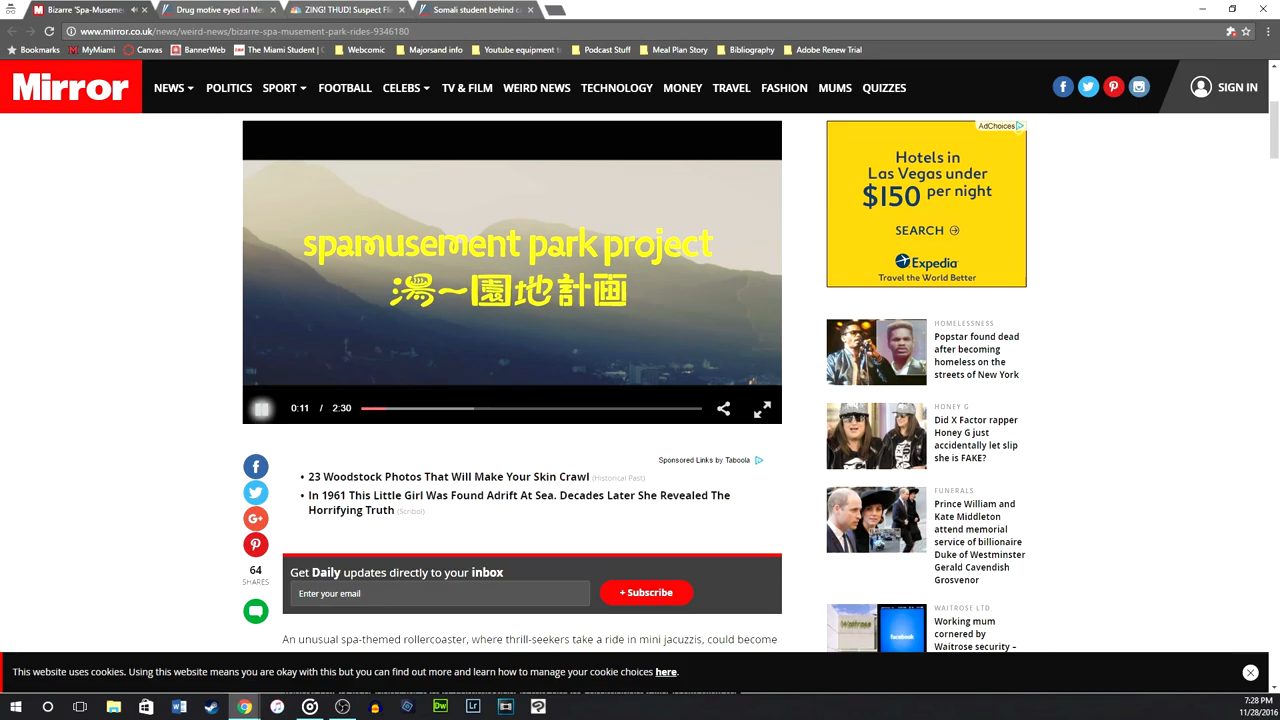 Bizarre 'Spa-Musemen
Drug motive eyed in Me
ZING! THUD! Suspect Fl
Somali student behind c
www.mirror.co.uk/news/weird-news/bizarre-spa-musement-park-rides-9346180
Bookmarks MyMiami Canva BannerWeb The Miami Student | Webcomic Majorsand info Youtube equipment Podcast Stuff Meal Plan Story Bibliography Adobe Renew Trial
Mirror NEWS POLITICS SPORT FOOTBALL CELEBS TV & FILM WEIRD NEWS TECHNOLOGY MONEY TRAVEL FASHION MUMS QUIZZES SIGN IN
spamusement park project
湯〜園地計画
0:11 / 2:30
AdChoices
Hotels in
Las Vegas under
$150 per night
SEARCH
Expedia
Travel the World Better
HOMELESSNESS
Popstar found dead
after becoming
homeless on the
streets of New York
HONEY G
Did X Factor rapper
Honey G just
accidentally let slip
she is FAKE?
FUNERALS
Prince William and
Kate Middleton
attend memorial
service of billionaire
Duke of Westminster
Gerald Cavendish
Grosvenor
WAITROSE LTD.
Working mum
cornered by
Waitrose security –
Waitrose
facebook
Sponsored Links by Taboola
• 23 Woodstock Photos That Will Make Your Skin Crawl (Historical Past)
• In 1961 This Little Girl Was Found Adrift At Sea. Decades Later She Revealed The
Horrifying Truth (Scribol)
64
SHARES
Get Daily updates directly to your inbox
Enter your email
+ Subscribe
An unusual spa-themed rollercoaster, where thrill-seekers take a ride in mini jacuzzis, could become
This website uses cookies. Using this website means you are okay with this but you can find out more and learn how to manage your cookie choices here.
Dw
Lr
7:28 PM
11/28/2016